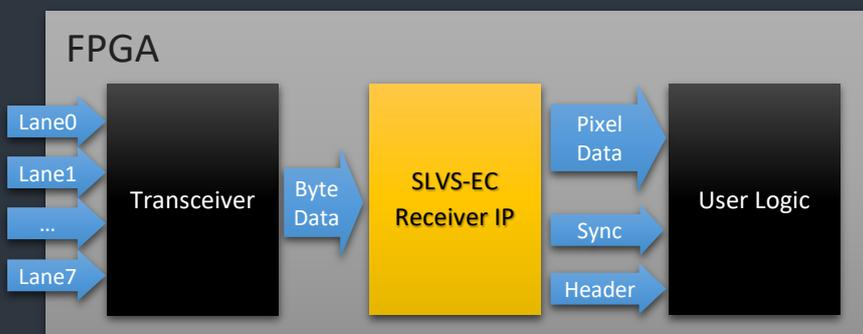 FPGA
Lane0
Lane1
...
Lane7
Transceiver
Byte
Data
SLVS-EC
Receiver IP
Pixel
Data
Sync
Header
User Logic